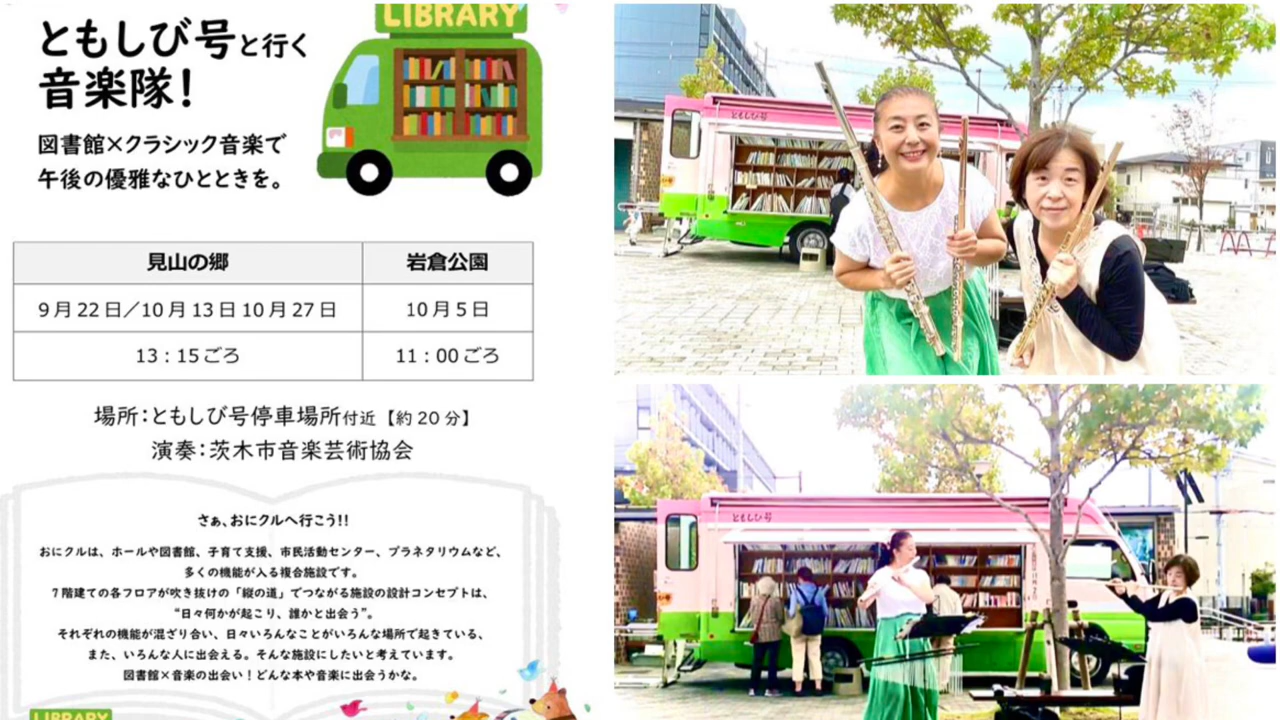 LIBRARY
ともしび号と行く
音楽隊！
図書館×クラシック音楽で
午後の優雅なひとときを。
見山の郷
岩倉公園
9月22日／10月13日 10月27日
10月5日
13：15ごろ
11：00ごろ
場所：ともしび号停車場所付近【約20分】
演奏：茨木市音楽芸術協会
さぁ、おにクルへ行こう!!
おにクルは、ホールや図書館、子育て支援、市民活動センター、プラネタリウムなど、
多くの機能が入る複合施設です。
7階建ての各フロアが吹き抜けの「縦の道」でつながる施設の設計コンセプトは、
“日々何かが起こり、誰かと出会う”。
それぞれの機能が混ざり合い、日々いろんなことがいろんな場所で起きている、
また、いろんな人に出会える。そんな施設にしたいと考えています。
図書館×音楽の出会い！どんな本や音楽に出会うかな。
LIBRARY
ともしび号
ともしび号